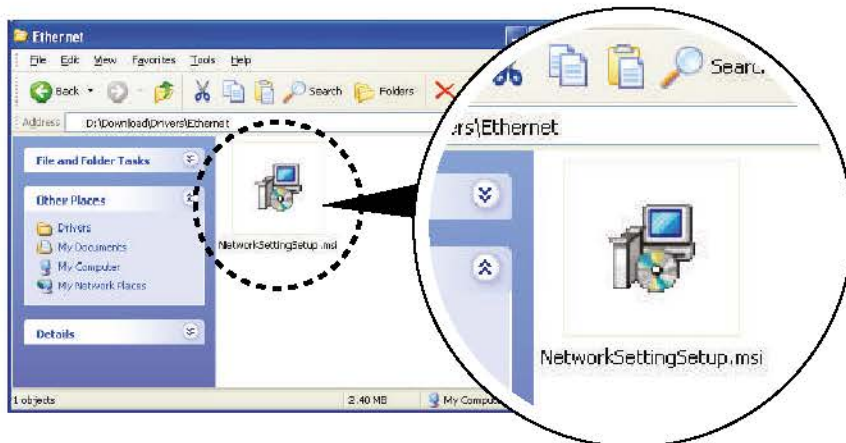 Ethernet
File Edit View Favorites Tools Help
Back Search Folders
Address D:\Download\Drivers\Ethernet
File and Folder Tasks
Other Places
Drivers
My Documents
My Computer
My Network Places
Details
NetworkSettingSetup.msi
1 objects 2.40 MB My Compu
Searc
rs\Ethernet
NetworkSettingSetup.msi